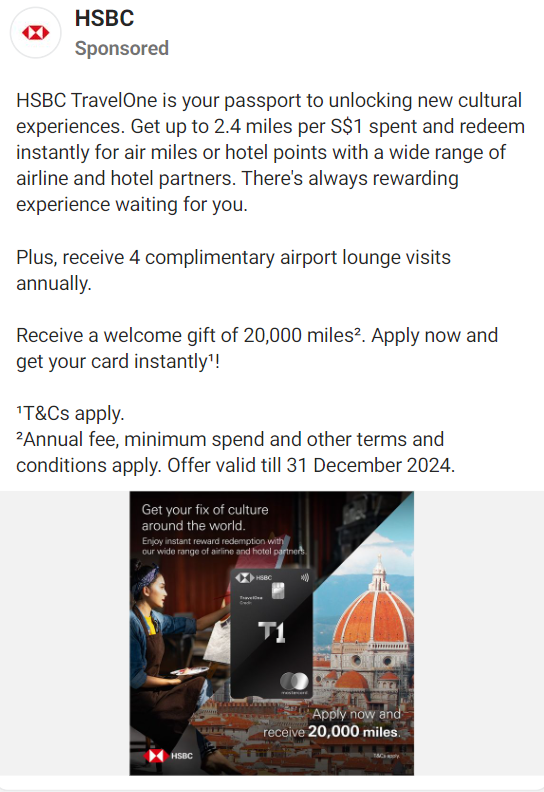 HSBC
Sponsored
HSBC TravelOne is your passport to unlocking new cultural
experiences. Get up to 2.4 miles per S$1 spent and redeem
instantly for air miles or hotel points with a wide range of
airline and hotel partners. There's always rewarding
experience waiting for you.
Plus, receive 4 complimentary airport lounge visits
annually.
Receive a welcome gift of 20,000 miles². Apply now and
get your card instantly¹!
¹T&Cs apply.
²Annual fee, minimum spend and other terms and
conditions apply. Offer valid till 31 December 2024.
Get your fix of culture
around the world.
Enjoy instant reward redemption with
our wide range of airline and hotel partners.
HSBC
TravelOne
Credit
T1
mastercard
Apply now and
receive 20,000 miles.
HSBC
T&Cs apply.